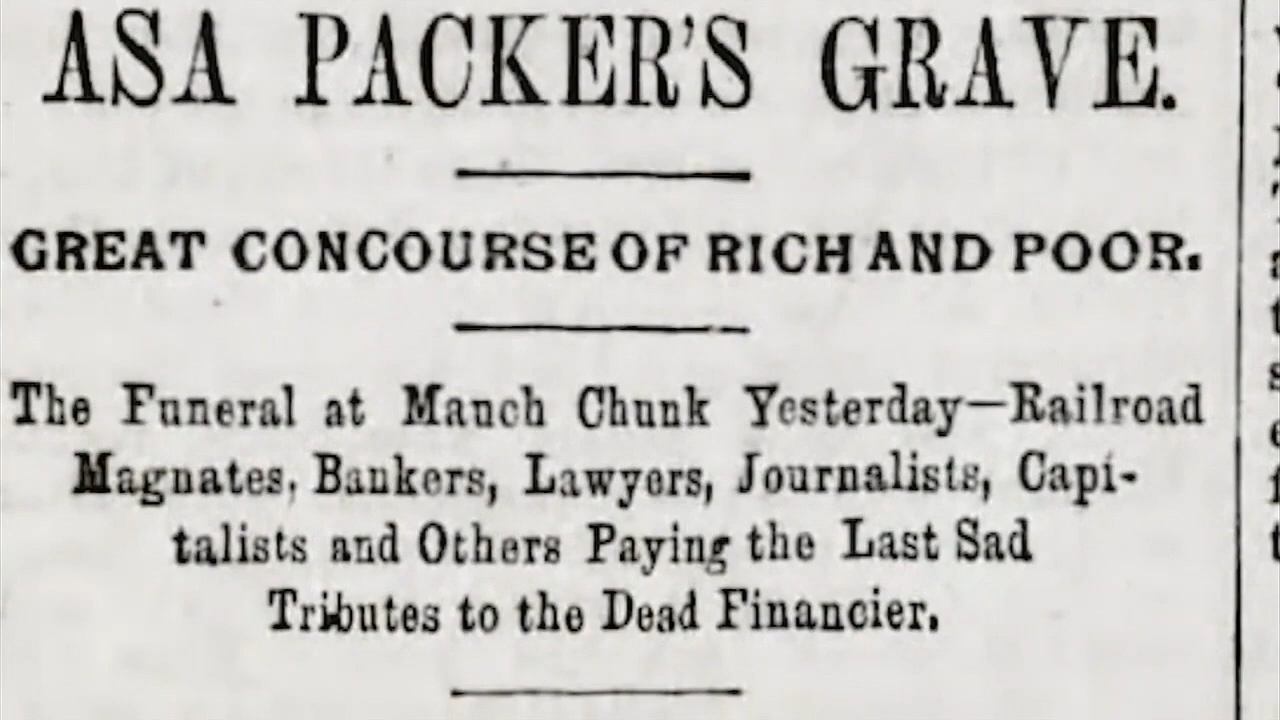 ASA PACKER'S GRAVE.
GREAT CONCOURSE OF RICH AND POOR.
The Funeral at Mauch Chunk Yesterday—Railroad
Magnates, Bankers, Lawyers, Journalists, Capi-
talists and Others Paying the Last Sad
Tributes to the Dead Financier.